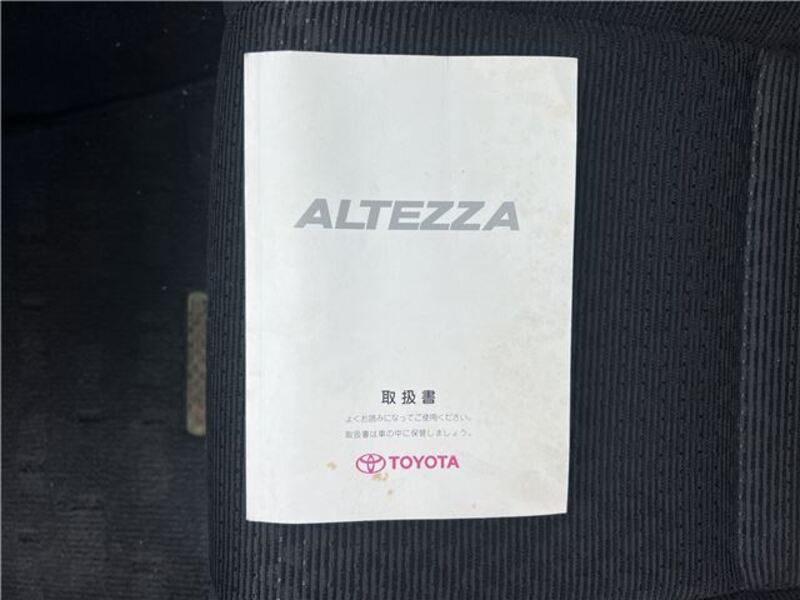 ALTEZZA
取扱書
よくお読みになってご使用ください。
取扱書は車の中に保管しましょう。
TOYOTA